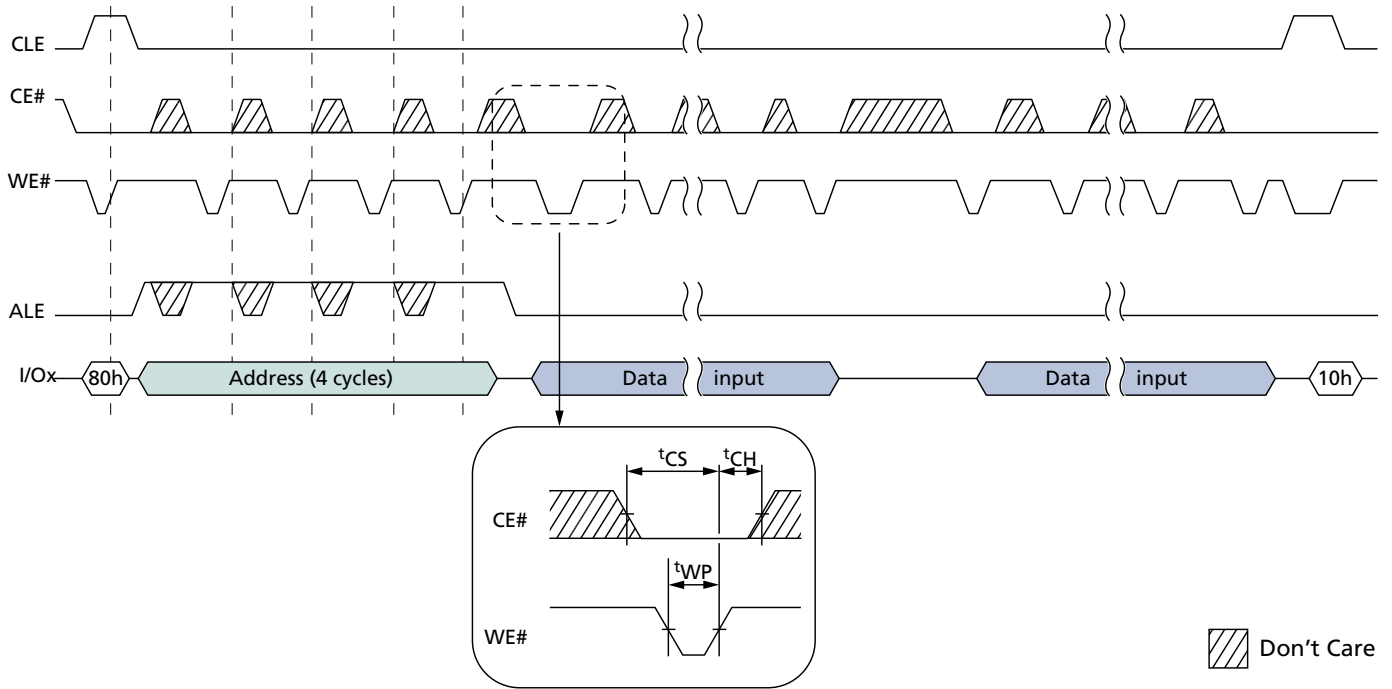 CLE
CE#
WE#
ALE
I/Ox 80h Address (4 cycles) Data input Data input 10h
tCS tCH
CE#
tWP
WE#
Don't Care